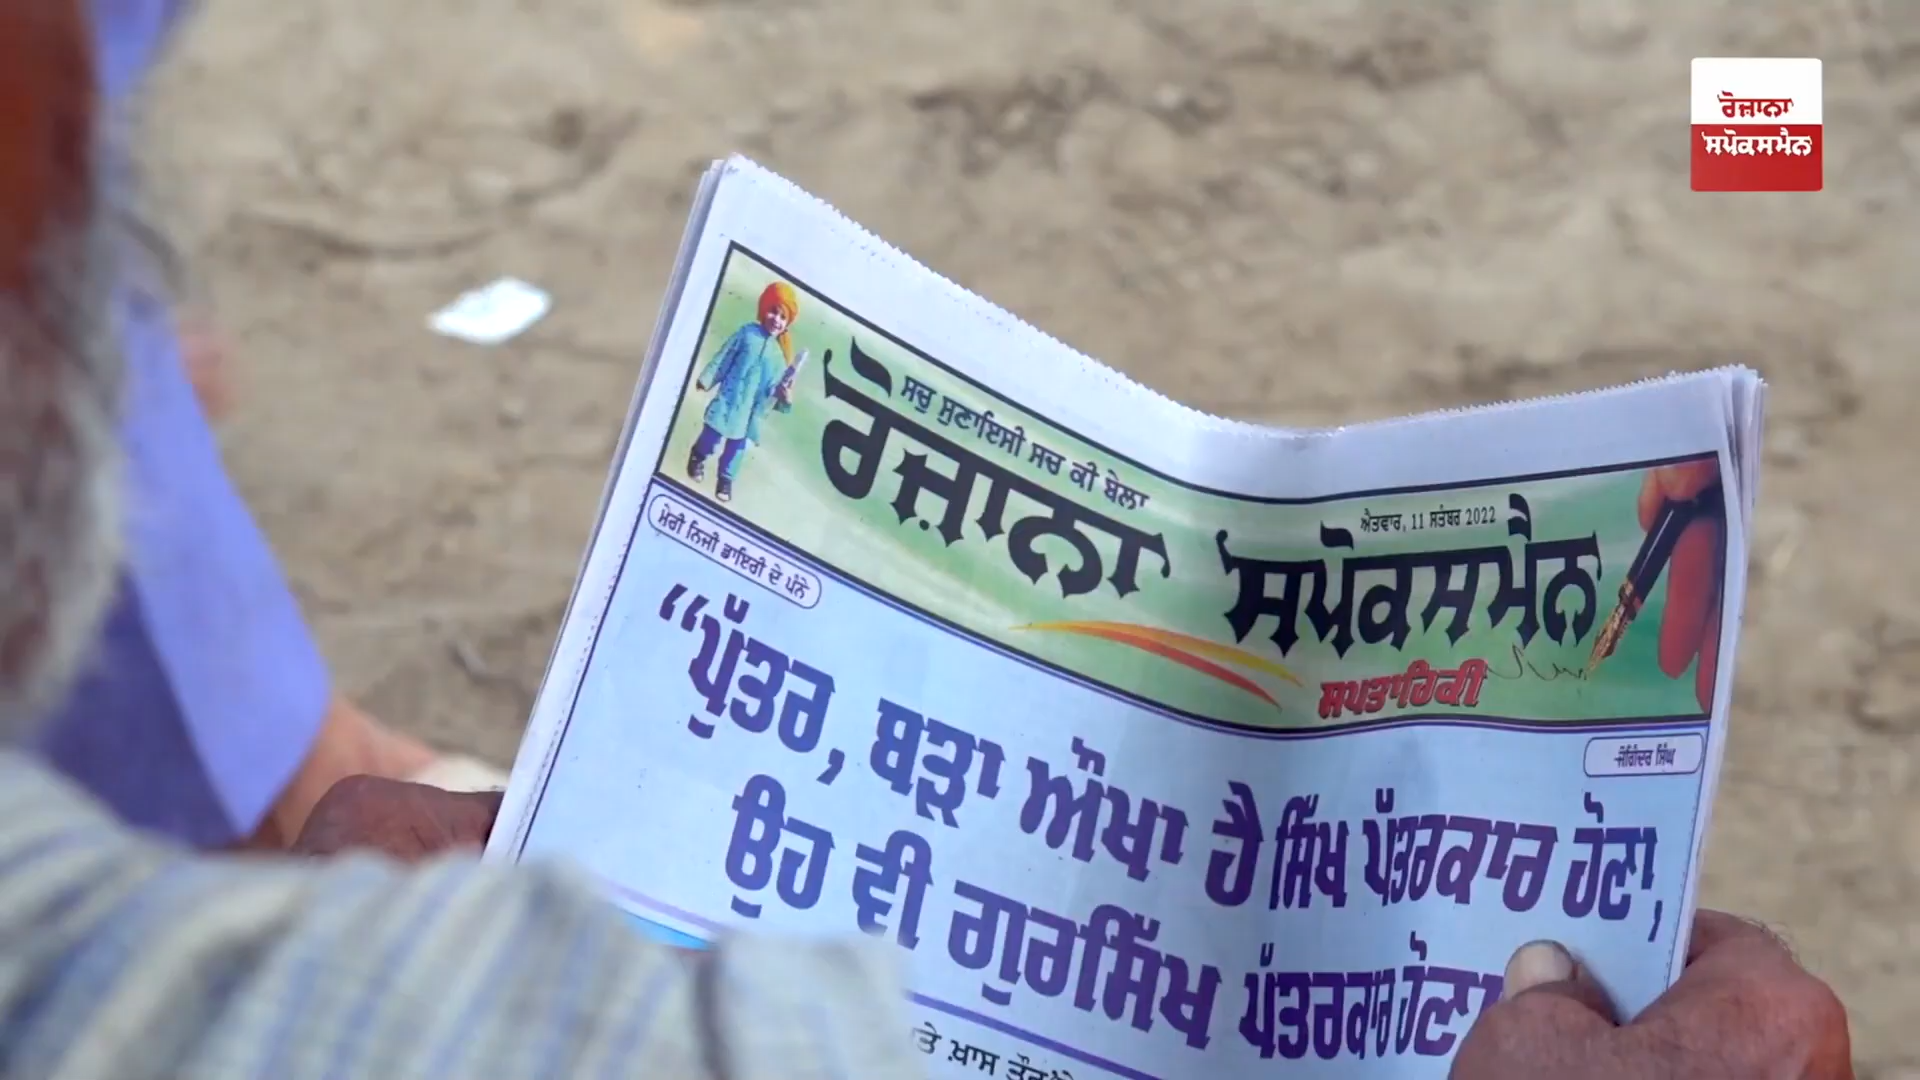 ਰੋਜ਼ਾਨਾ
ਸਪੋਕਸਮੈਨ
ਸਚੁ ਸੁਣਾਇਸੀ ਸਚ ਕੀ ਬੇਲਾ
ਐਤਵਾਰ, 11 ਸਤੰਬਰ 2022
ਰੋਜ਼ਾਨਾ ਸਪੋਕਸਮੈਨ
ਸਪਤਾਹਿਕੀ
ਮੇਰੀ ਨਿਜੀ ਡਾਇਰੀ ਦੇ ਪੰਨੇ
-ਜੋਗਿੰਦਰ ਸਿੰਘ
“ਪੁੱਤਰ, ਬੜਾ ਔਖਾ ਹੈ ਸਿੱਖ ਪੱਤਰਕਾਰ ਹੋਣਾ,
ਉਹ ਵੀ ਗੁਰਸਿੱਖ ਪੱਤਰਕਾਰ ਹੋਣਾ
ਤੇ ਖ਼ਾਸ